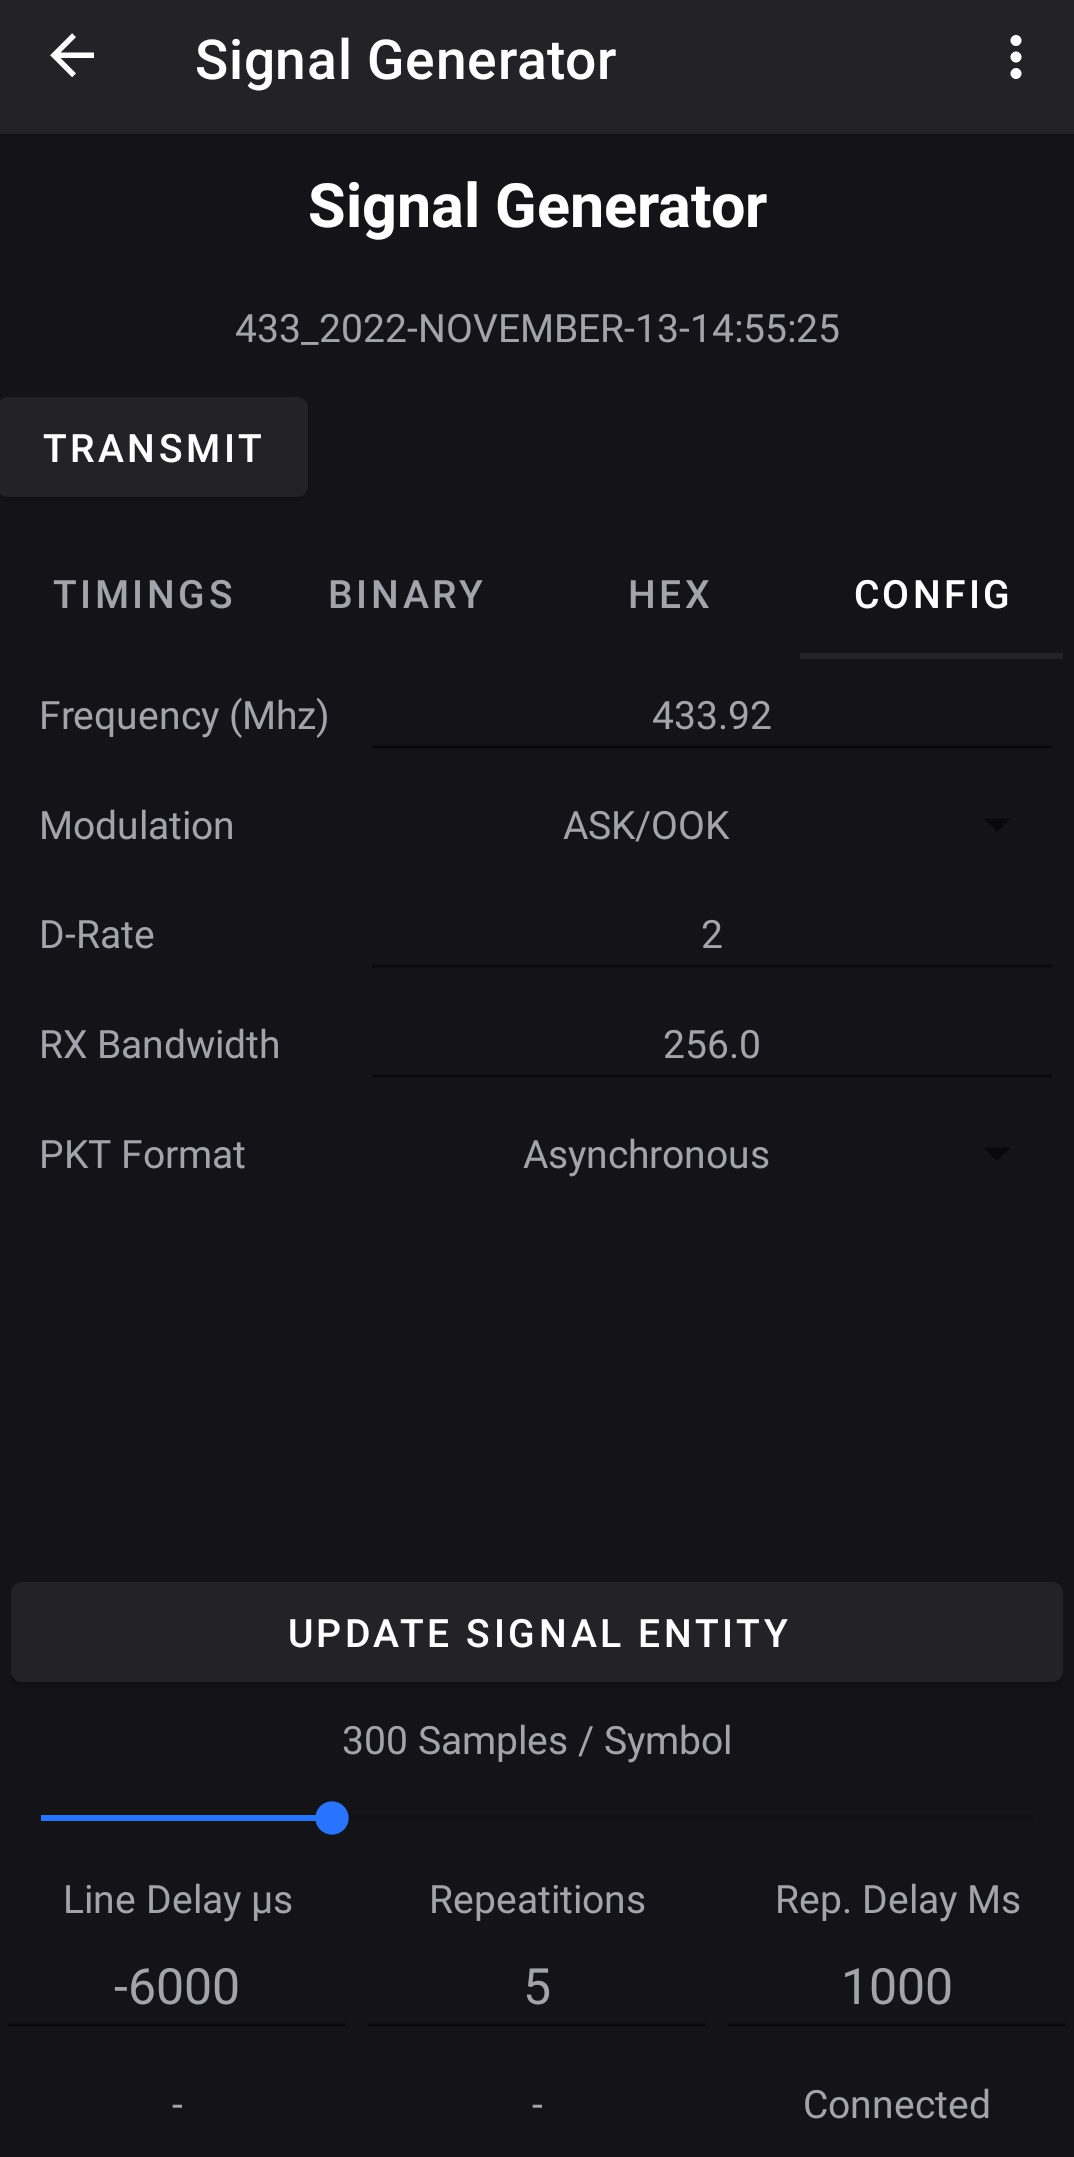 Signal Generator
Signal Generator
433_2022-NOVEMBER-13-14:55:25
TRANSMIT
TIMINGS BINARY HEX CONFIG
Frequency (Mhz) 433.92
Modulation ASK/OOK
D-Rate 2
RX Bandwidth 256.0
PKT Format Asynchronous
UPDATE SIGNAL ENTITY
300 Samples / Symbol
Line Delay µs Repeatitions Rep. Delay Ms
-6000 5 1000
- - Connected